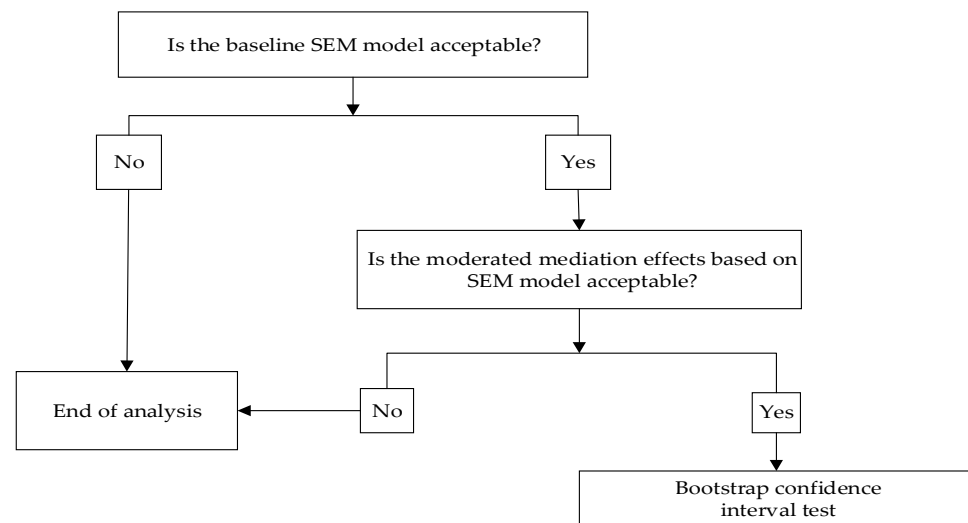 Is the baseline SEM model acceptable?
No
Yes
Is the moderated mediation effects based on
SEM model acceptable?
End of analysis
No
Yes
Bootstrap confidence
interval test